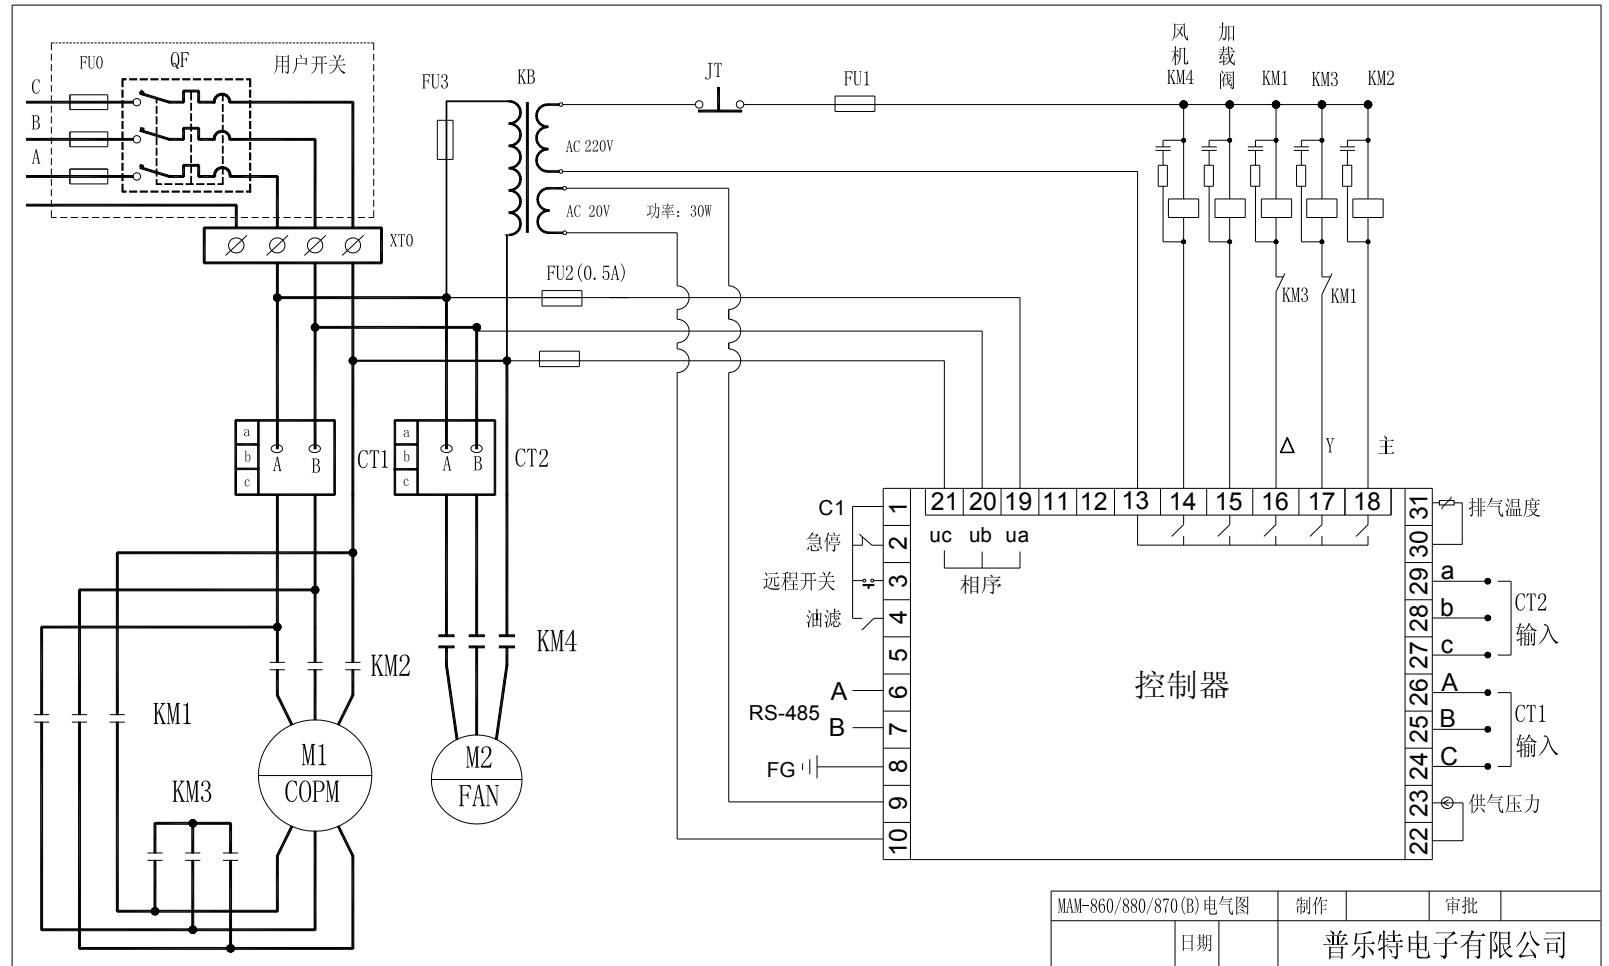 FU0
QF
用户开关
C
B
A
XT0
FU3
KB
AC 220V
AC 20V
功率: 30W
JT
FU1
风机
KM4
加载阀
KM1
KM3
KM2
FU2(0.5A)
KM3
KM1
a
b
c
A
B
CT1
a
b
c
A
B
CT2
△
Y
主
KM2
KM4
KM1
KM3
M1
COPM
M2
FAN
21
20
19
11
12
13
14
15
16
17
18
uc
ub
ua
相序
C1
急停
远程开关
油滤
A
RS-485
B
FG
1
2
3
4
5
6
7
8
9
10
控制器
31
30
29
28
27
26
25
24
23
22
排气温度
a
b
c
CT2
输入
A
B
C
CT1
输入
供气压力
MAM-860/880/870(B)电气图
制作
审批
日期
普乐特电子有限公司